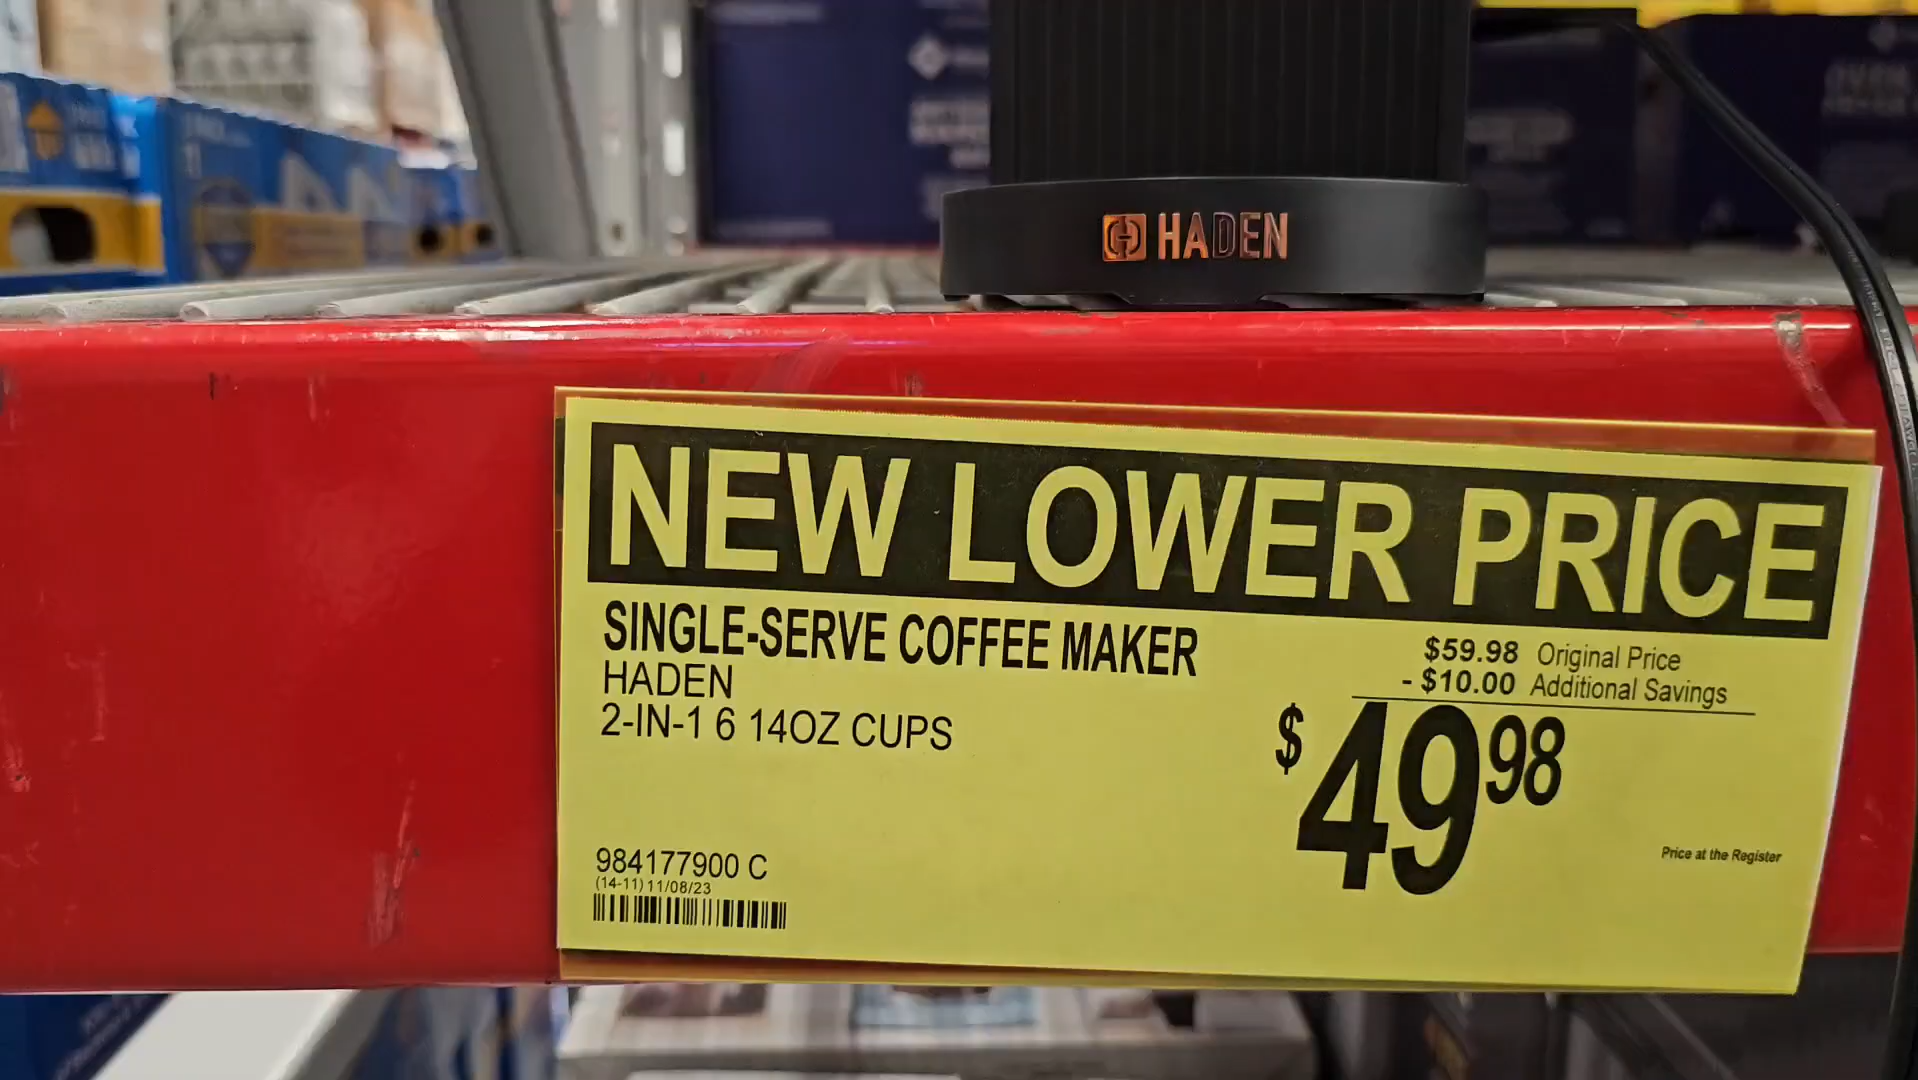 HADEN
NEW LOWER PRICE
SINGLE-SERVE COFFEE MAKER
HADEN
2-IN-1 6 14OZ CUPS
$59.98 Original Price
- $10.00 Additional Savings
$49 98
Price at the Register
984177900 C
(14-11) 11/08/23